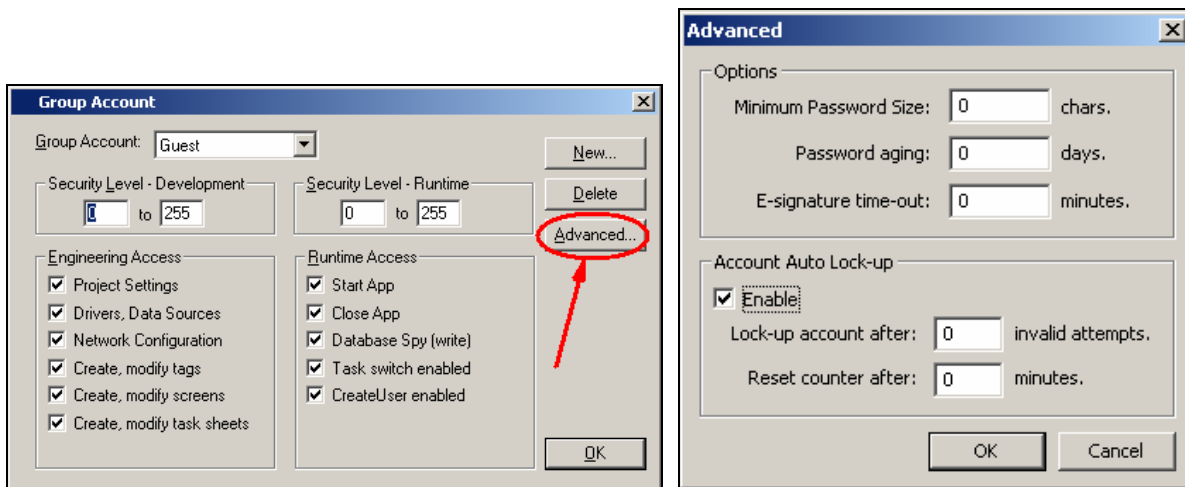 Group Account
Group Account: Guest
New...
Delete
Advanced...
Security Level - Development
0 to 255
Security Level - Runtime
0 to 255
Engineering Access
Project Settings
Drivers, Data Sources
Network Configuration
Create, modify tags
Create, modify screens
Create, modify task sheets
Runtime Access
Start App
Close App
Database Spy (write)
Task switch enabled
CreateUser enabled
OK
Advanced
Options
Minimum Password Size: 0 chars.
Password aging: 0 days.
E-signature time-out: 0 minutes.
Account Auto Lock-up
Enable
Lock-up account after: 0 invalid attempts.
Reset counter after: 0 minutes.
OK Cancel